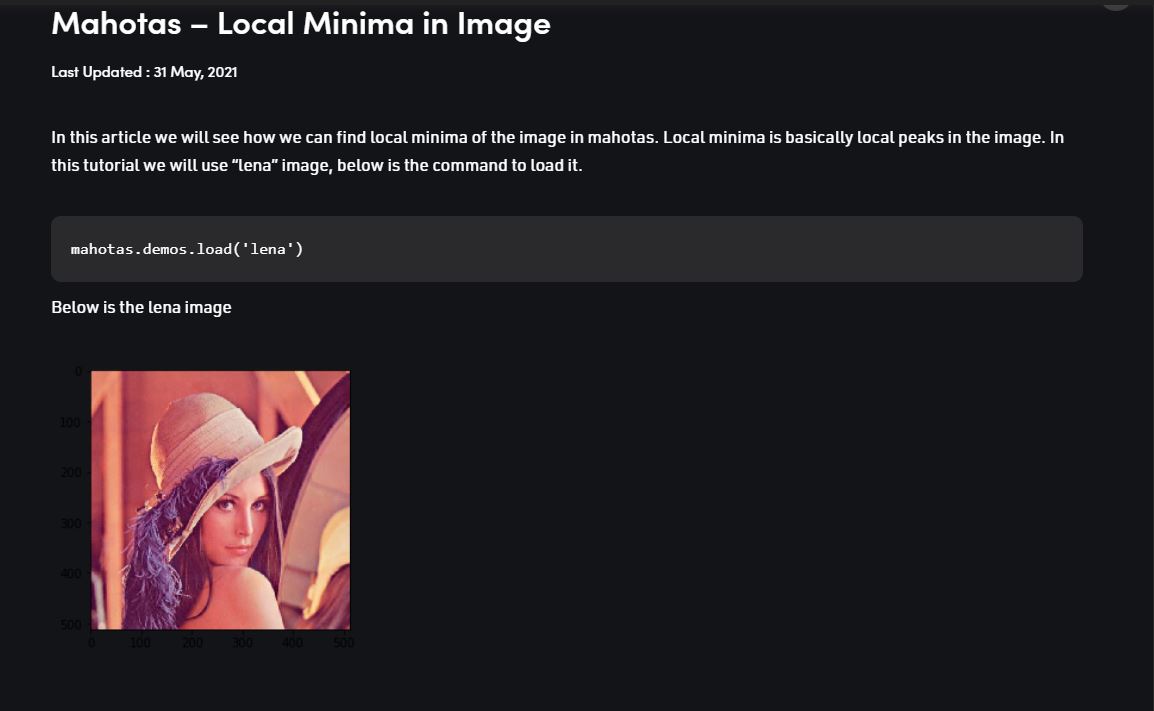 Mahotas – Local Minima in Image
Last Updated : 31 May, 2021
In this article we will see how we can find local minima of the image in mahotas. Local minima is basically local peaks in the image. In
this tutorial we will use “lena” image, below is the command to load it.
mahotas.demos.load('lena')
Below is the lena image
0
100
200
300
400
500
0 100 200 300 400 500